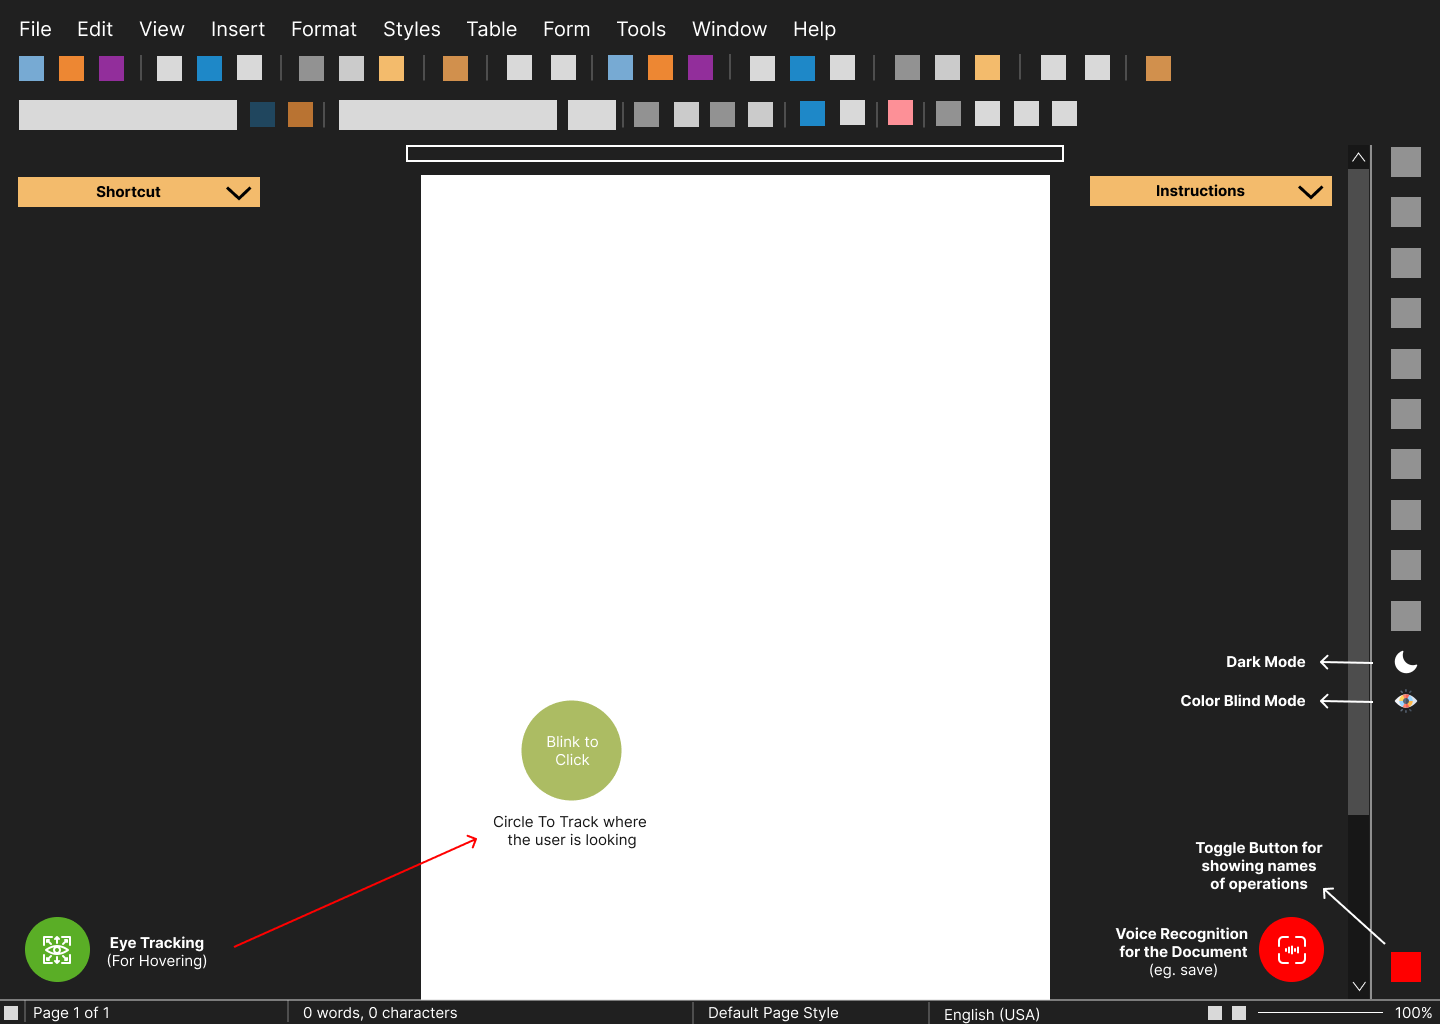 File Edit View Insert Format Styles Table Form Tools Window Help
Shortcut
Instructions
Dark Mode
Color Blind Mode
Blink to
Click
Circle To Track where
the user is looking
Toggle Button for
showing names
of operations
Eye Tracking
(For Hovering)
Voice Recognition
for the Document
(eg. save)
Page 1 of 1 0 words, 0 characters Default Page Style English (USA) 100%